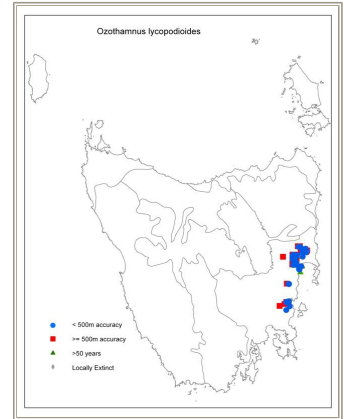 Ozothamnus lycopodioides
< 500m accuracy
>= 500m accuracy
>50 years
Locally Extinct